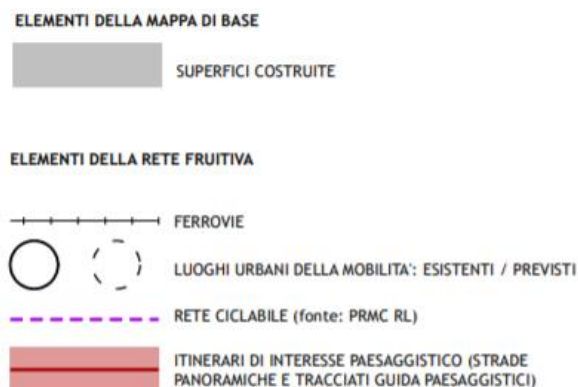 ELEMENTI DELLA MAPPA DI BASE
SUPERFICI COSTRUITE
ELEMENTI DELLA RETE FRUITIVA
FERROVIE
LUOGHI URBANI DELLA MOBILITA': ESISTENTI / PREVISTI
RETE CICLABILE (fonte: PRMC RL)
ITINERARI DI INTERESSE PAESAGGISTICO (STRADE
PANORAMICHE E TRACCIATI GUIDA PAESAGGISTICI)